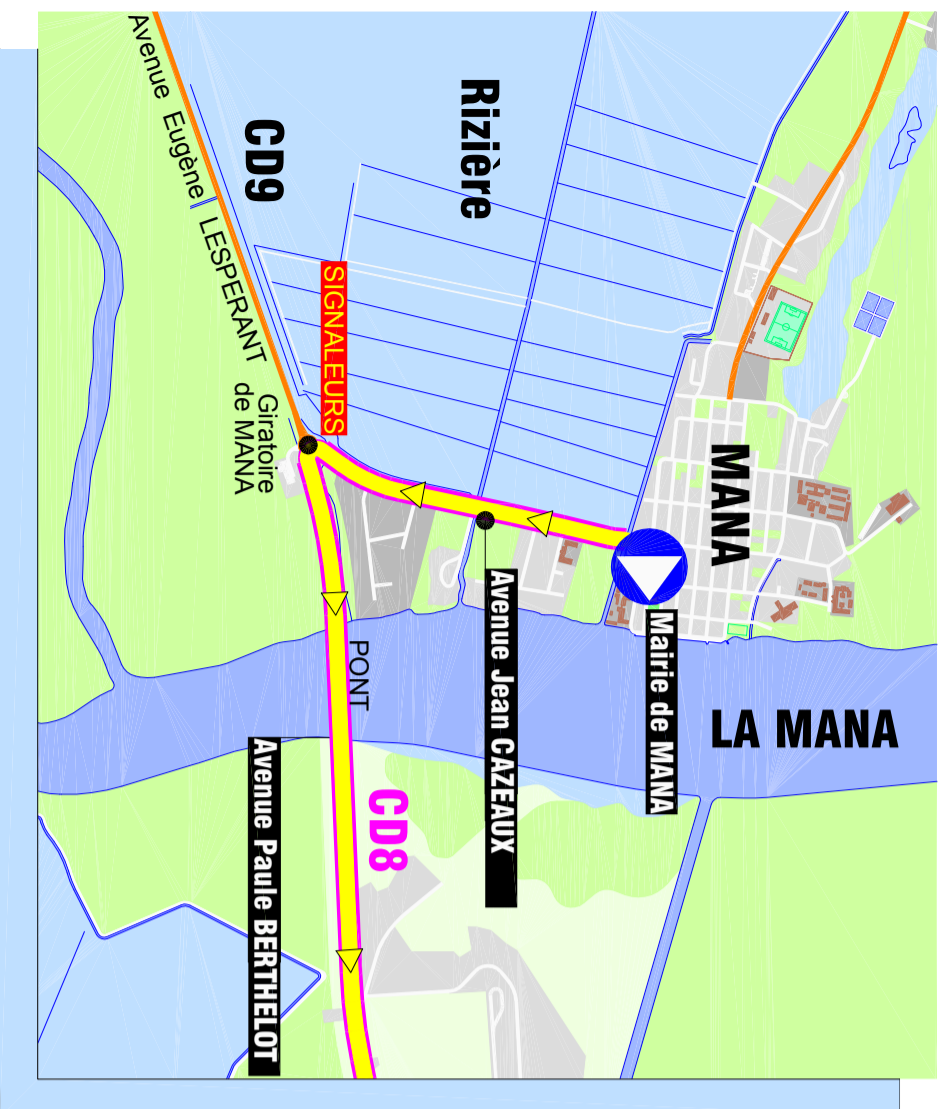 Avenue Eugène LESPERANT
CD9
Rizière
SIGNALEURS
Giratoire
de MANA
MANA
Mairie de MANA
Avenue Jean CAZEAUX
PONT
LA MANA
CD8
Avenue Paule BERTHELOT